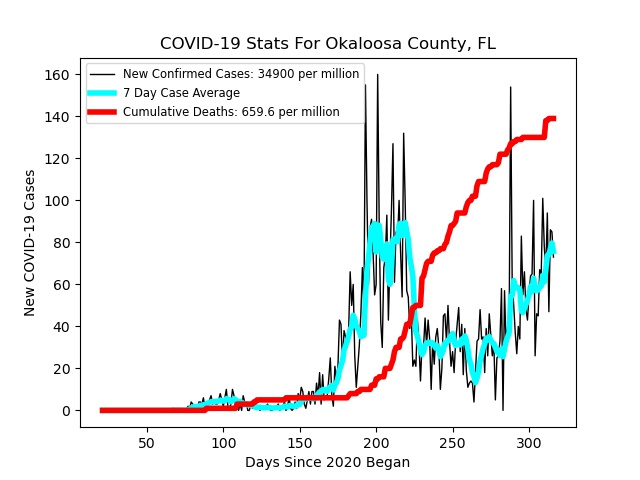 COVID-19 Stats For Okaloosa County, FL
New Confirmed Cases: 34900 per million
7 Day Case Average
Cumulative Deaths: 659.6 per million
New COVID-19 Cases
160
140
120
100
80
60
40
20
0
50 100 150 200 250 300
Days Since 2020 Began